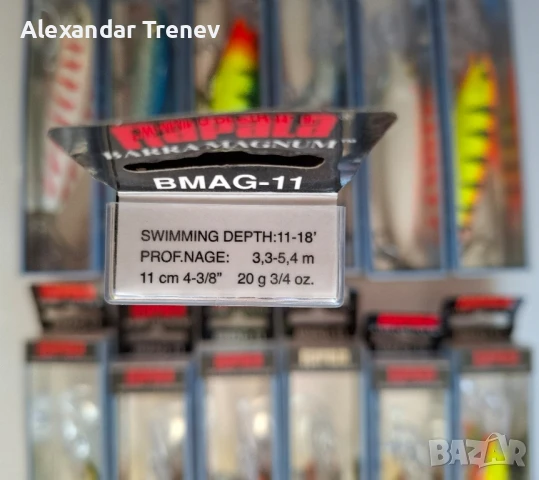 Alexandar Trenev
Rapala
BARRA MAGNUM™
BMAG-11
SWIMMING DEPTH:11-18'
PROF.NAGE: 3,3-5,4 m
11 cm 4-3/8" 20 g 3/4 oz.
BAZAR